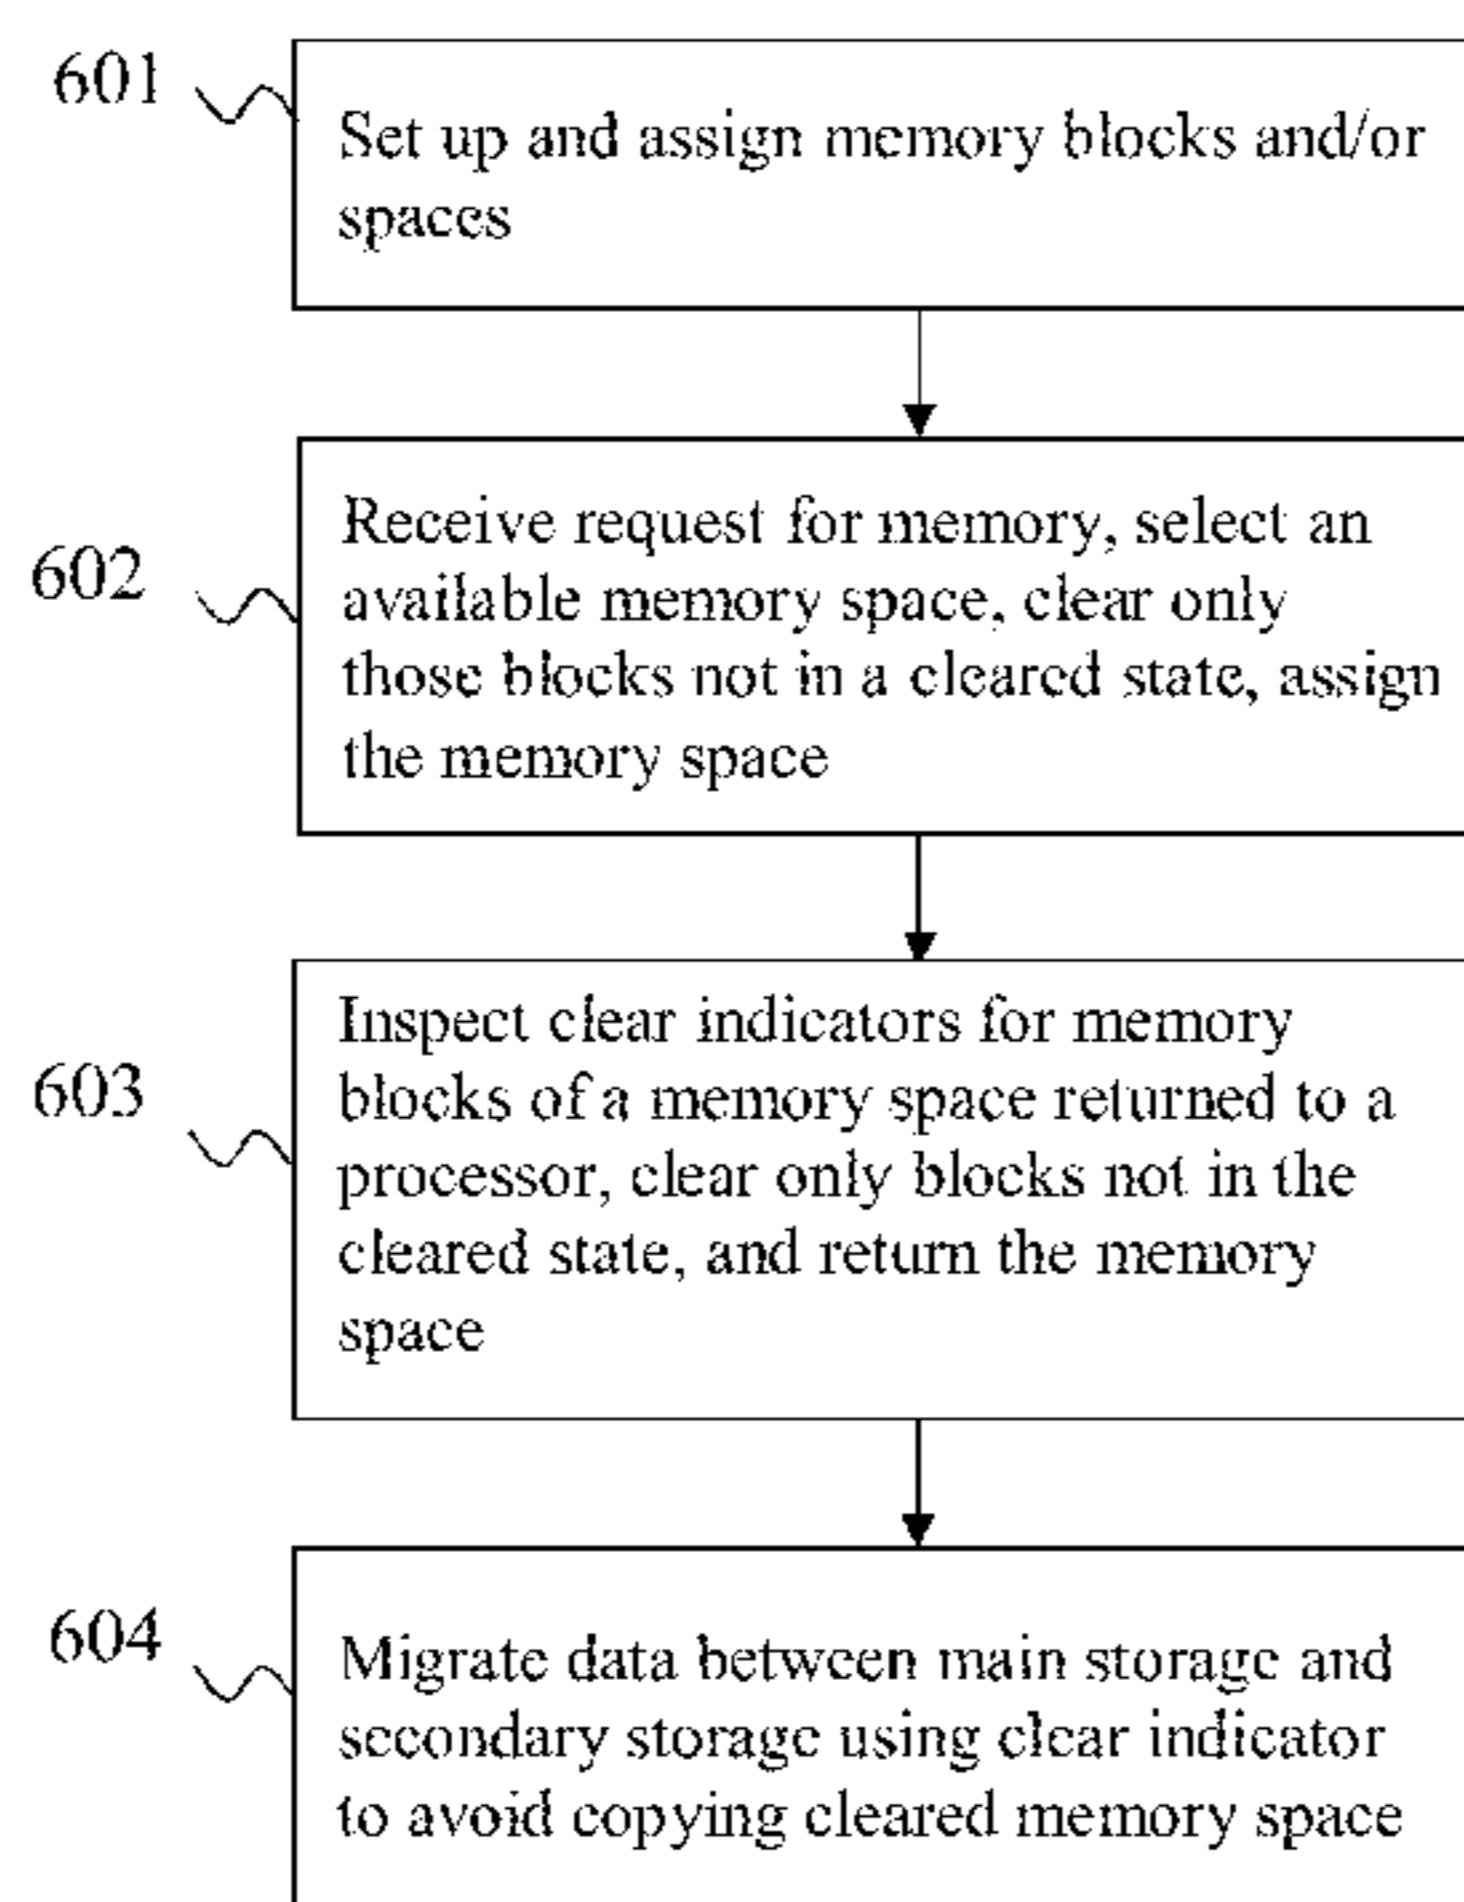 601
Set up and assign memory blocks and/or
spaces
602
Receive request for memory, select an
available memory space, clear only
those blocks not in a cleared state, assign
the memory space
603
Inspect clear indicators for memory
blocks of a memory space returned to a
processor, clear only blocks not in the
cleared state, and return the memory
space
604
Migrate data between main storage and
secondary storage using clear indicator
to avoid copying cleared memory space